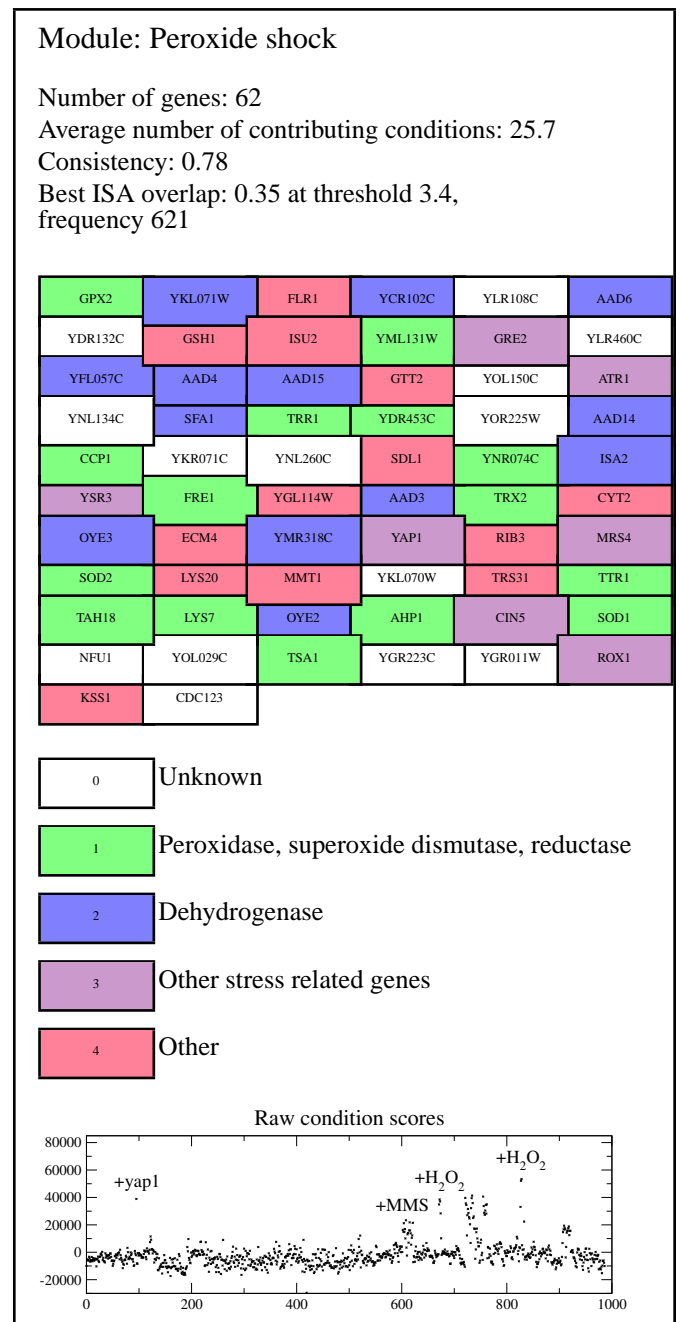 Module: Peroxide shock
Number of genes: 62
Average number of contributing conditions: 25.7
Consistency: 0.78
Best ISA overlap: 0.35 at threshold 3.4,
frequency 621
GPX2 YKL071W FLR1 YCR102C YLR108C AAD6
YDR132C GSH1 ISU2 YML131W GRE2 YLR460C
YFL057C AAD4 AAD15 GTT2 YOL150C ATR1
YNL134C SFA1 TRR1 YDR453C YOR225W AAD14
CCP1 YKR071C YNL260C SDL1 YNR074C ISA2
YSR3 FRE1 YGL114W AAD3 TRX2 CYT2
OYE3 ECM4 YMR318C YAP1 RIB3 MRS4
SOD2 LYS20 MMT1 YKL070W TRS31 TTR1
TAH18 LYS7 OYE2 AHP1 CIN5 SOD1
NFU1 YOL029C TSA1 YGR223C YGR011W ROX1
KSS1 CDC123
0 Unknown
1 Peroxidase, superoxide dismutase, reductase
2 Dehydrogenase
3 Other stress related genes
4 Other
Raw condition scores
80000
60000
+H₂O₂
+H₂O₂
+yap1
40000
+MMS
20000
0
-20000
0 200 400 600 800 1000